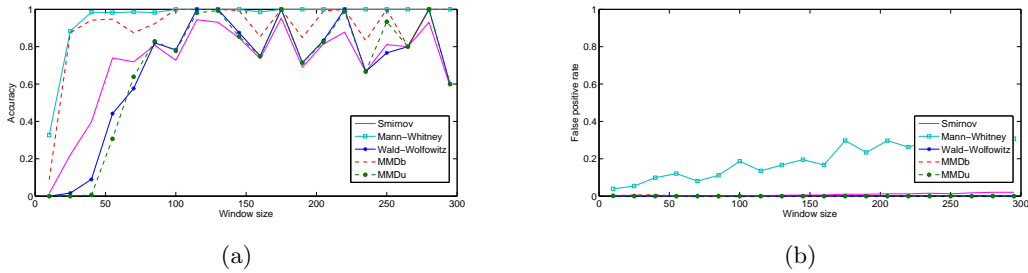 1
0.8
0.6
0.4
0.2
0
Accuracy
0 50 100 150 200 250 300
Window size
Smirnov
Mann−Whitney
Wald−Wolfowitz
MMDb
MMDu
(a)
1
0.8
0.6
0.4
0.2
0
False positive rate
0 50 100 150 200 250 300
Window size
Smirnov
Mann−Whitney
Wald−Wolfowitz
MMDb
MMDu
(b)